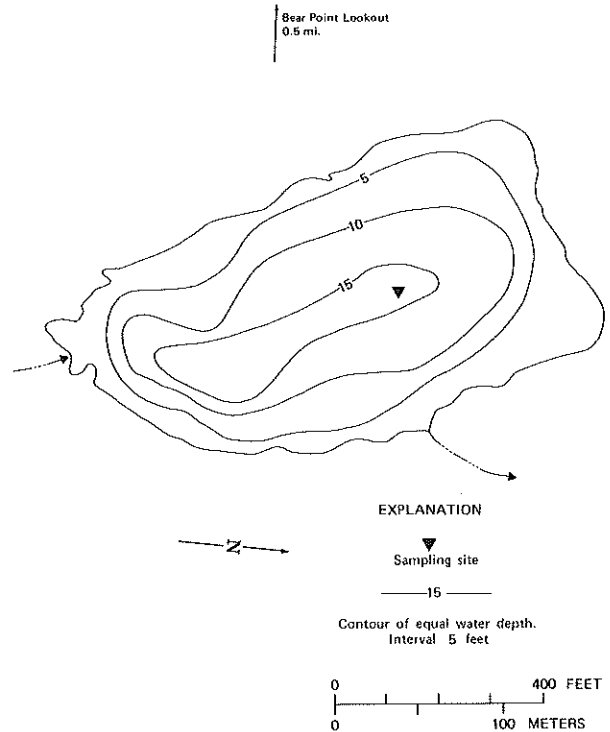 Bear Point Lookout
0.5 mi.
5
10
15
N
EXPLANATION
Sampling site
15
Contour of equal water depth.
Interval 5 feet
0 400 FEET
0 100 METERS